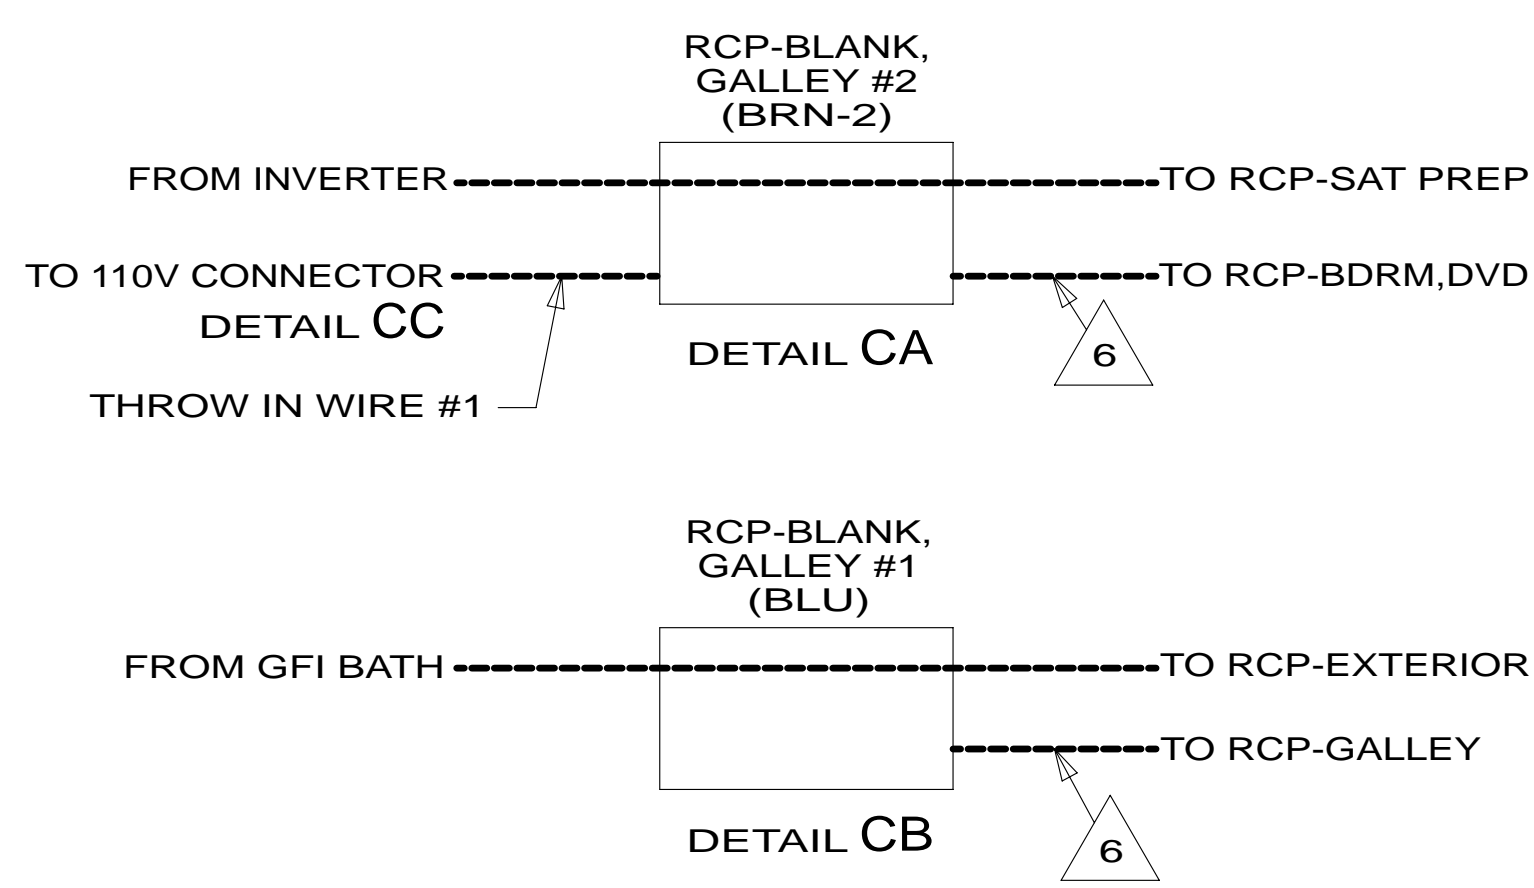 RCP-BLANK,
GALLEY #2
(BRN-2)
FROM INVERTER
TO RCP-SAT PREP
TO 110V CONNECTOR
TO RCP-BDRM,DVD
DETAIL CC
DETAIL CA
6
THROW IN WIRE #1
RCP-BLANK,
GALLEY #1
(BLU)
FROM GFI BATH
TO RCP-EXTERIOR
TO RCP-GALLEY
DETAIL CB
6